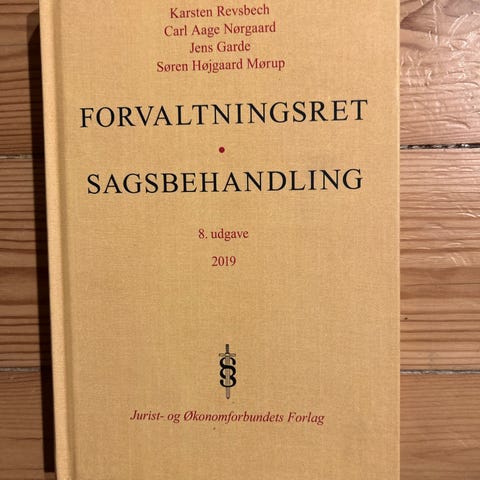 Karsten Revsbech
Carl Aage Nørgaard
Jens Garde
Søren Højgaard Mørup
FORVALTNINGSRET
•
SAGSBEHANDLING
8. udgave
2019
Jurist- og Økonomforbundets Forlag